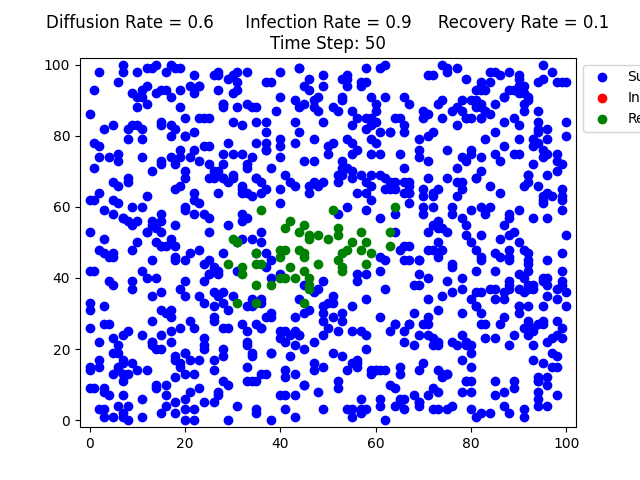 Diffusion Rate = 0.6 Infection Rate = 0.9 Recovery Rate = 0.1
Time Step: 50
100
80
60
40
20
0
0 20 40 60 80 100
Su
In
Re